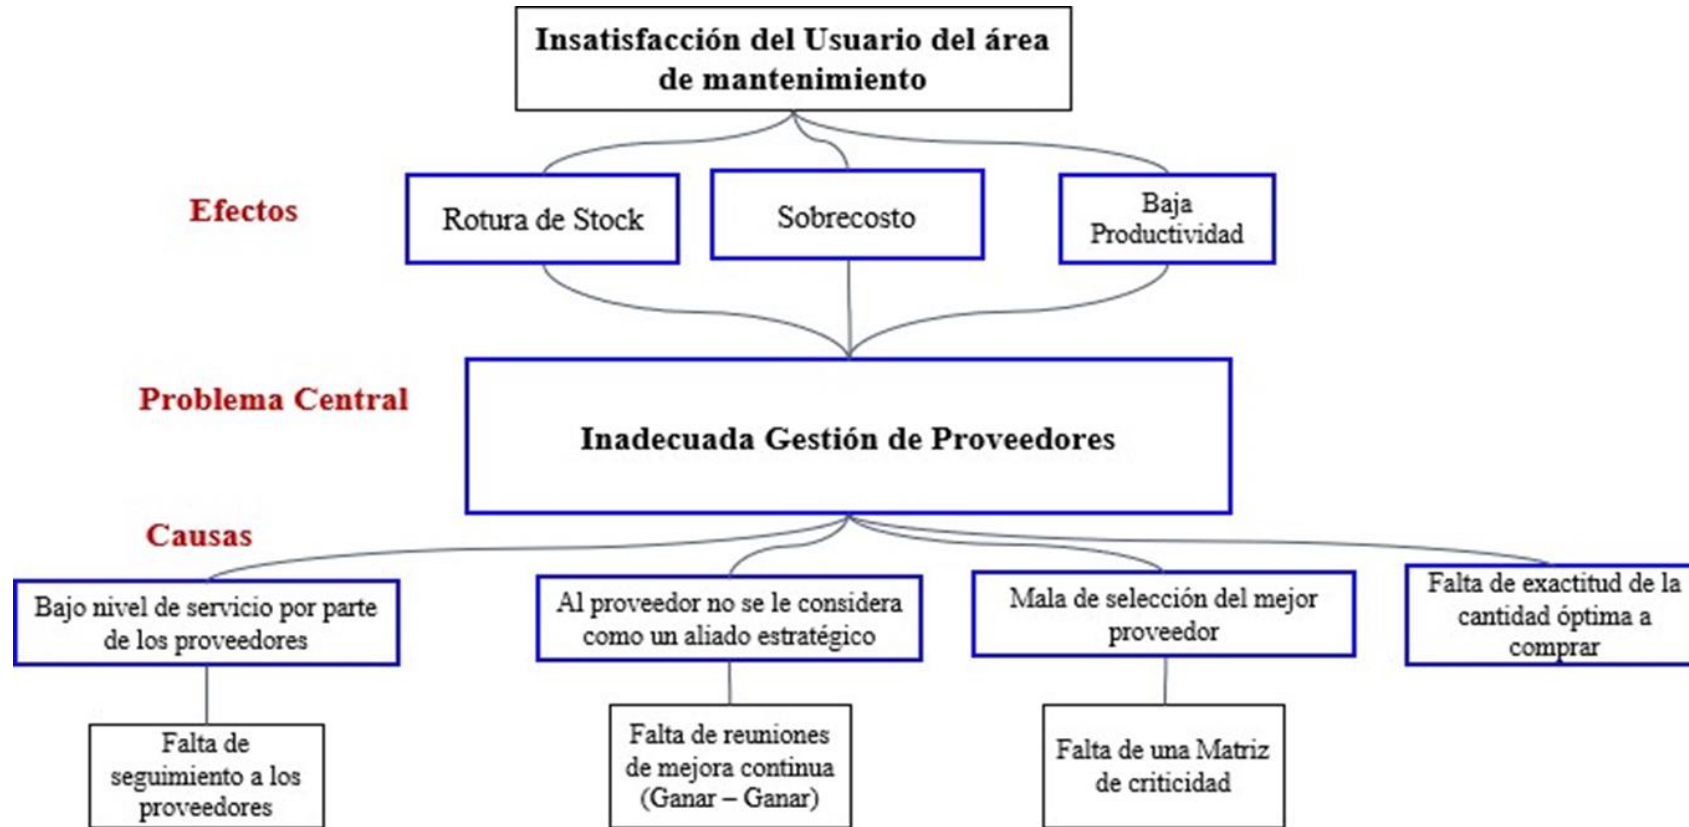 Insatisfacción del Usuario del área
de mantenimiento
Efectos
Rotura de Stock
Sobrecosto
Baja
Productividad
Problema Central
Inadecuada Gestión de Proveedores
Causas
Bajo nivel de servicio por parte
de los proveedores
Al proveedor no se le considera
como un aliado estratégico
Mala de selección del mejor
proveedor
Falta de exactitud de la
cantidad óptima a
comprar
Falta de
seguimiento a los
proveedores
Falta de reuniones
de mejora continua
(Ganar – Ganar)
Falta de una Matriz
de criticidad